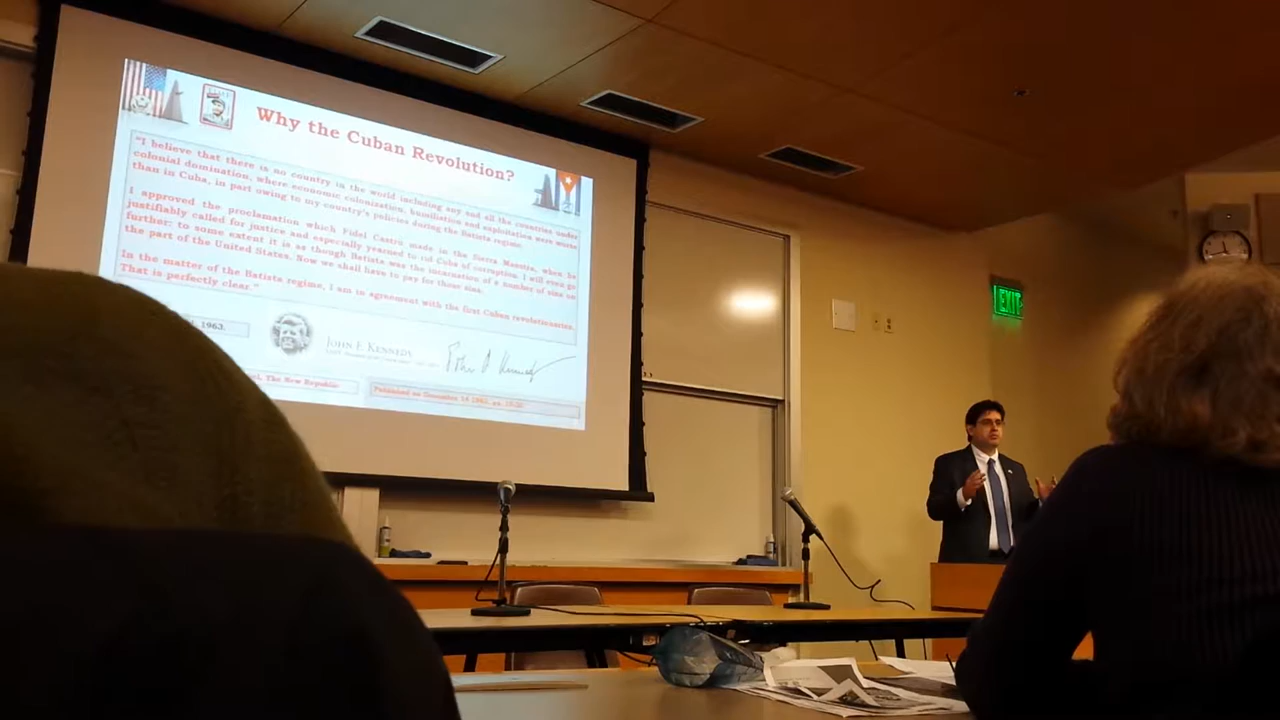 TIME
Why the Cuban Revolution?
"I believe that there is no country in the world including any and all the countries under
colonial domination, where economic colonization, humiliation and exploitation were worse
than in Cuba, in part owing to my country's policies during the Batista regime.
I approved the proclamation which Fidel Castro made in the Sierra Maestra, when he
justifiably called for justice and especially yearned to rid Cuba of corruption. I will even go
further: to some extent it is as though Batista was the incarnation of a number of sins on
the part of the United States. Now we shall have to pay for those sins.
In the matter of the Batista regime, I am in agreement with the first Cuban revolutionaries.
That is perfectly clear."
1963.
JOHN F. KENNEDY
The New Republic
Published on December 14 1963,
EXIT